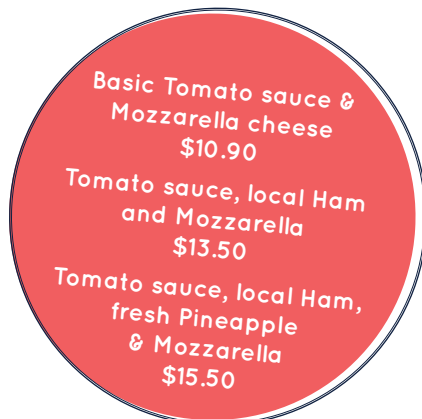 Basic Tomato sauce &
Mozzarella cheese
$10.90
Tomato sauce, local Ham
and Mozzarella
$13.50
Tomato sauce, local Ham,
fresh Pineapple
& Mozzarella
$15.50